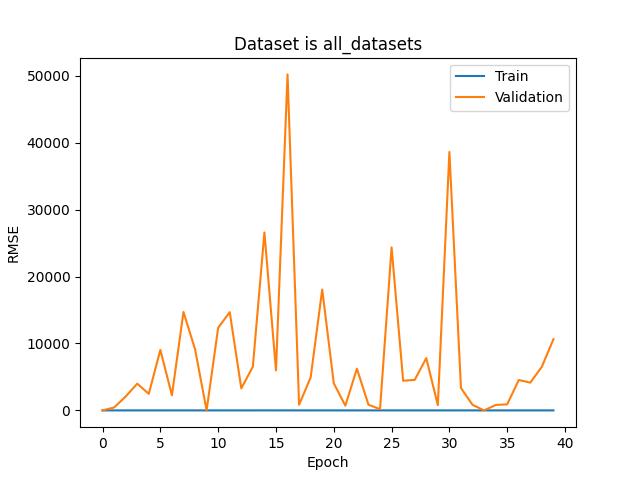 Dataset is all_datasets
Train
Validation
RMSE
50000
40000
30000
20000
10000
0
0 5 10 15 20 25 30 35 40
Epoch